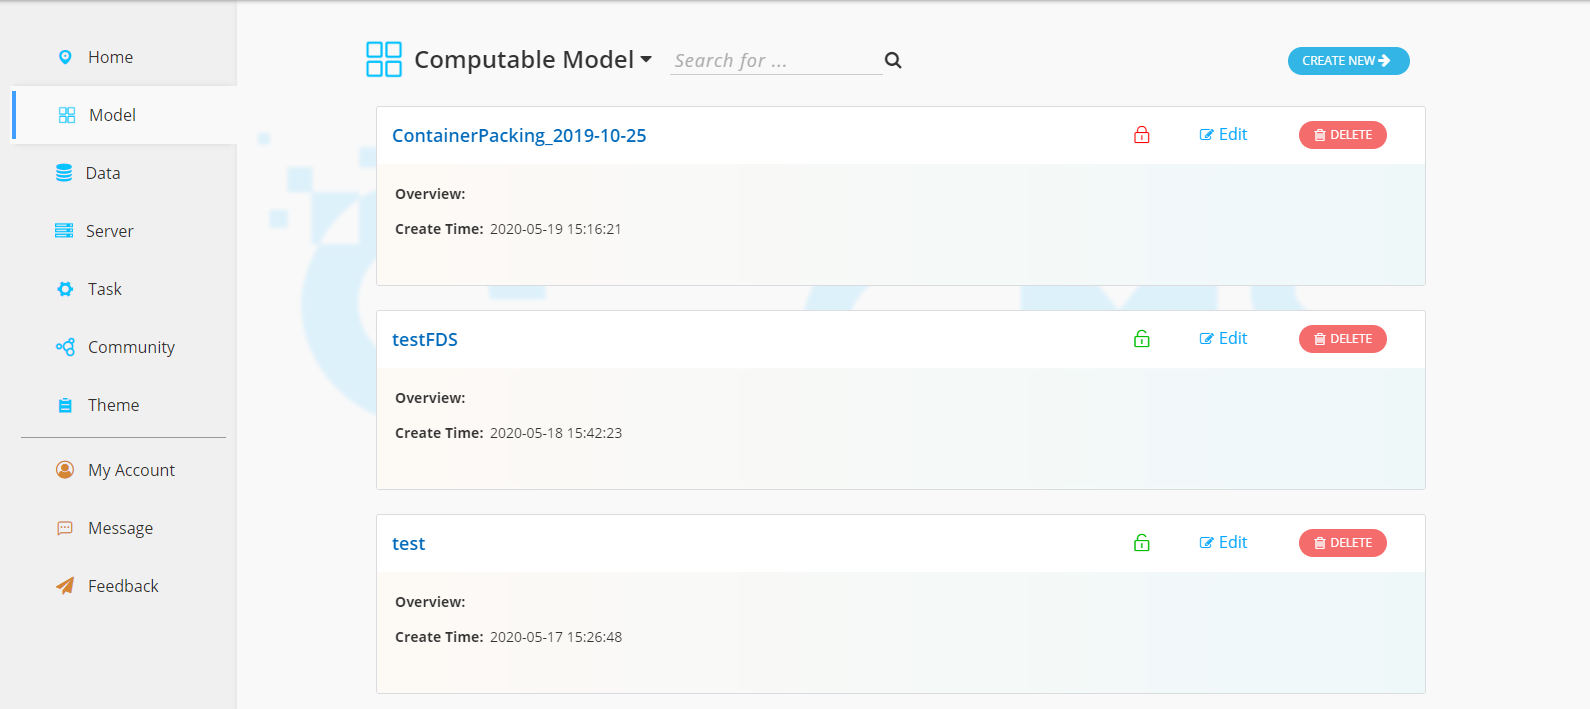 Home
Model
Data
Server
Task
Community
Theme
My Account
Message
Feedback
Computable Model
Search for ...
CREATE NEW
ContainerPacking_2019-10-25
Edit
DELETE
Overview:
Create Time: 2020-05-19 15:16:21
testFDS
Edit
DELETE
Overview:
Create Time: 2020-05-18 15:42:23
test
Edit
DELETE
Overview:
Create Time: 2020-05-17 15:26:48